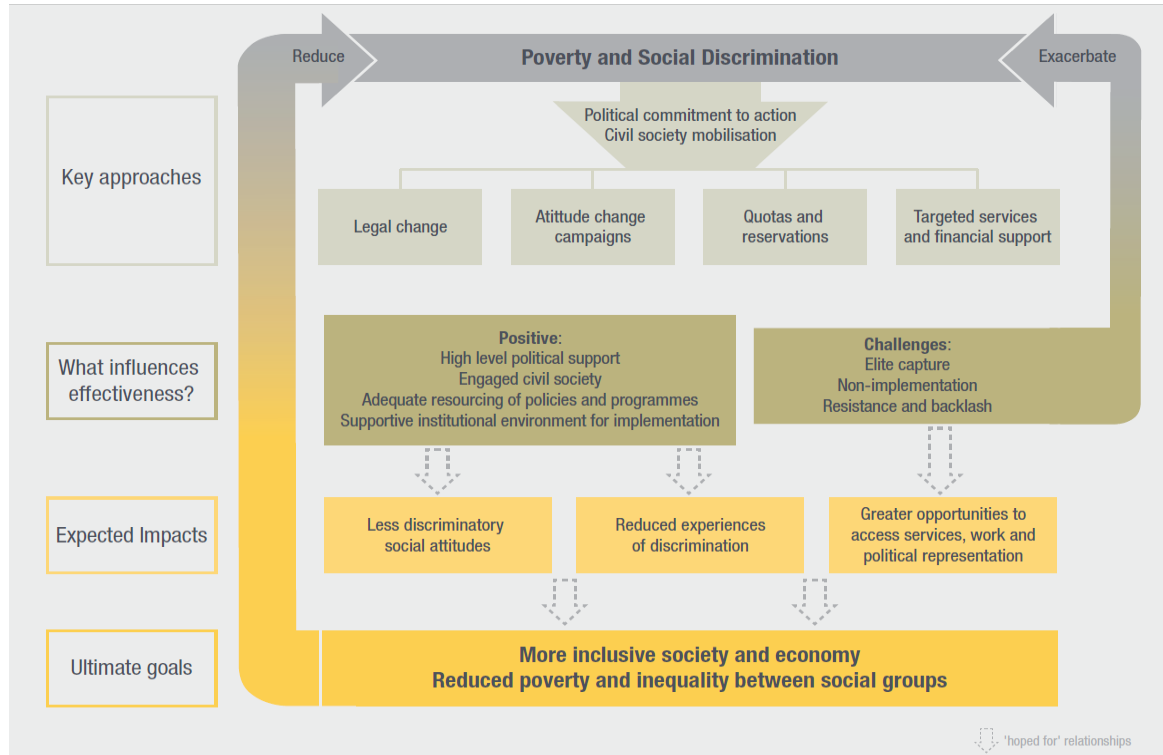 Reduce
Poverty and Social Discrimination
Exacerbate
Political commitment to action
Civil society mobilisation
Key approaches
Legal change
Atitude change
campaigns
Quotas and
reservations
Targeted services
and financial support
What influences
effectiveness?
Positive:
High level political support
Engaged civil society
Adequate resourcing of policies and programmes
Supportive institutional environment for implementation
Challenges:
Elite capture
Non-implementation
Resistance and backlash
Expected Impacts
Less discriminatory
social attitudes
Reduced experiences
of discrimination
Greater opportunities to
access services, work and
political representation
Ultimate goals
More inclusive society and economy
Reduced poverty and inequality between social groups
'hoped for' relationships